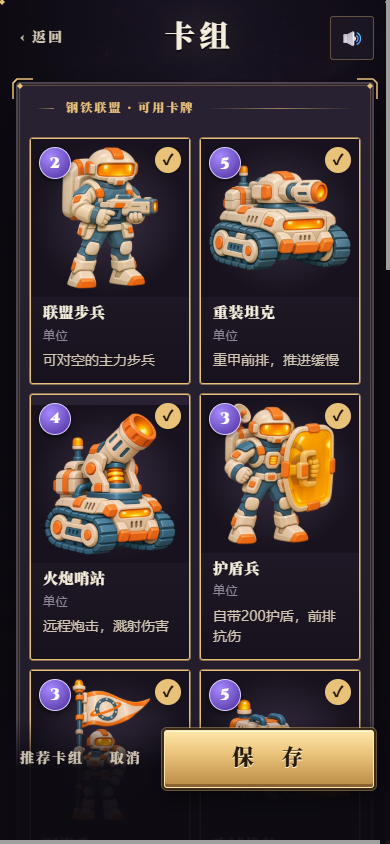 ‹ 返回
卡组
钢铁联盟 · 可用卡牌
2
联盟步兵
单位
可对空的主力步兵
5
重装坦克
单位
重甲前排，推进缓慢
4
火炮哨站
单位
远程炮击，溅射伤害
3
护盾兵
单位
自带200护盾，前排
抗伤
3
5
推荐卡组
取消
保 存